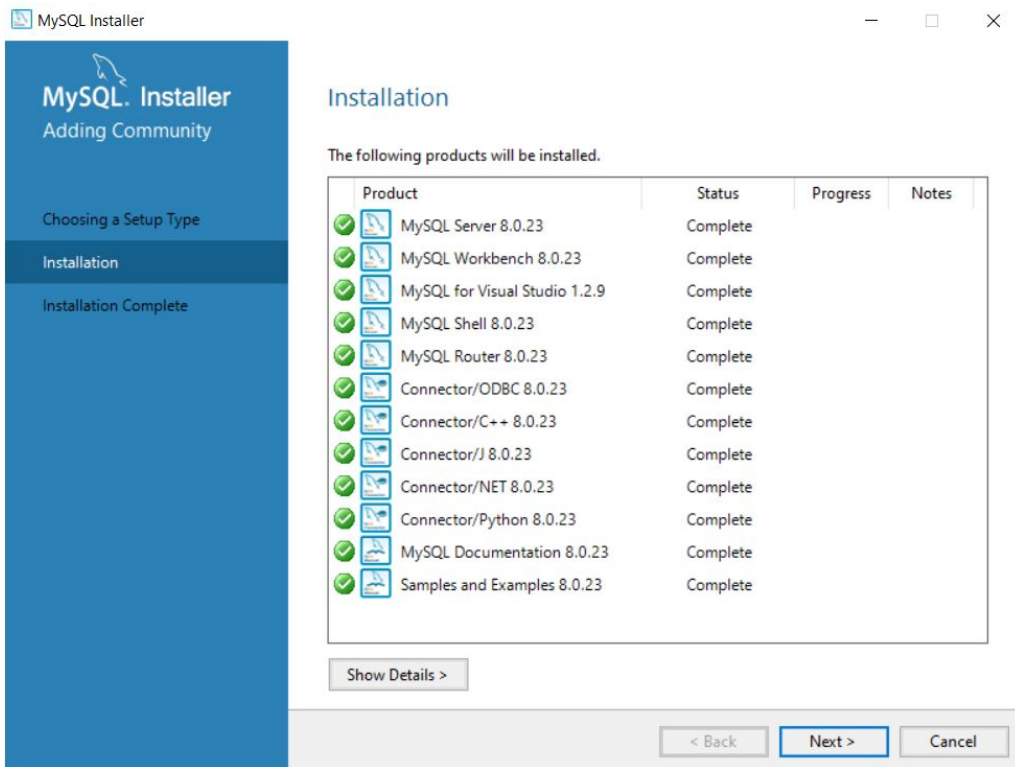 MySQL Installer
MySQL. Installer
Adding Community
Choosing a Setup Type
Installation
Installation Complete
Installation
The following products will be installed.
Product Status Progress Notes
MySQL Server 8.0.23 Complete
MySQL Workbench 8.0.23 Complete
MySQL for Visual Studio 1.2.9 Complete
MySQL Shell 8.0.23 Complete
MySQL Router 8.0.23 Complete
Connector/ODBC 8.0.23 Complete
Connector/C++ 8.0.23 Complete
Connector/J 8.0.23 Complete
Connector/NET 8.0.23 Complete
Connector/Python 8.0.23 Complete
MySQL Documentation 8.0.23 Complete
Samples and Examples 8.0.23 Complete
Show Details >
< Back Next > Cancel